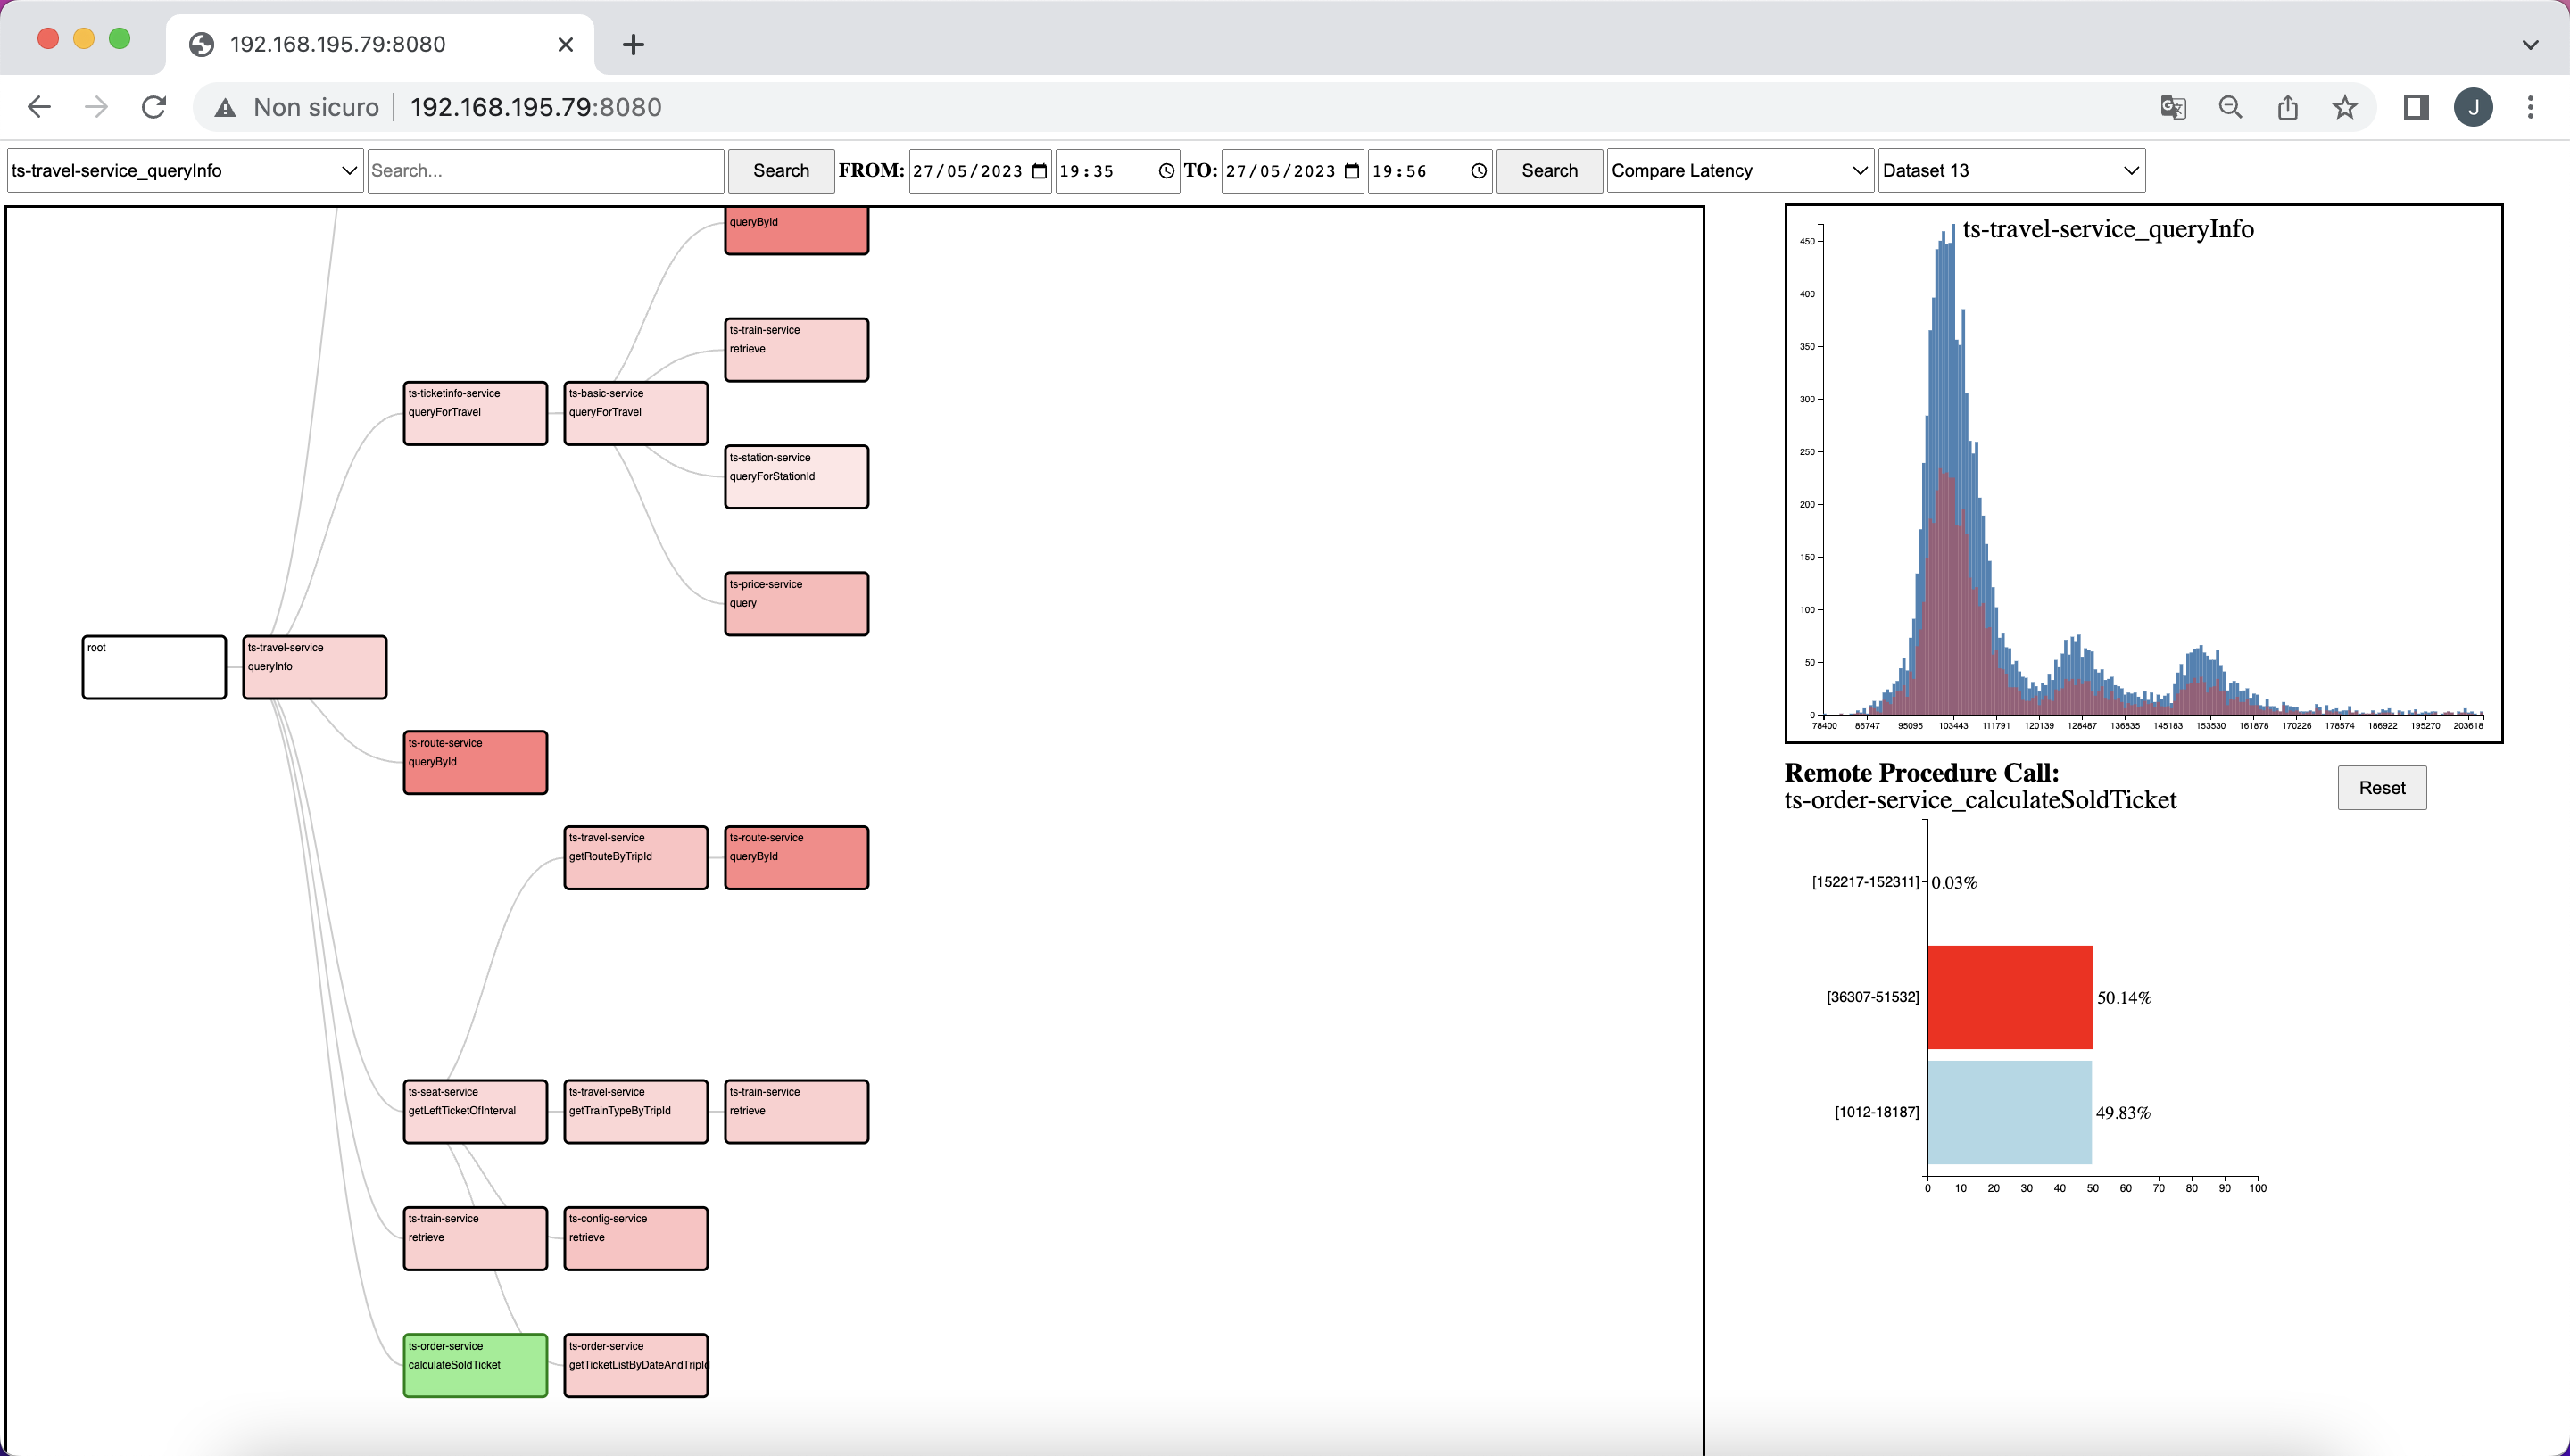 192.168.195.79:8080
Non sicuro 192.168.195.79:8080
J
ts-travel-service_queryInfo Search... Search FROM: 27/05/2023 19:35 TO: 27/05/2023 19:56 Search Compare Latency Dataset 13
queryById
ts-train-service
retrieve
ts-ticketinfo-service
queryForTravel
ts-basic-service
queryForTravel
ts-station-service
queryForStationId
ts-price-service
query
root
ts-travel-service
queryInfo
ts-route-service
queryById
ts-travel-service
getRouteByTripId
ts-route-service
queryById
ts-seat-service
getLeftTicketOfInterval
ts-travel-service
getTrainTypeByTripId
ts-train-service
retrieve
ts-train-service
retrieve
ts-config-service
retrieve
ts-order-service
calculateSoldTicket
ts-order-service
getTicketListByDateAndTripId
ts-travel-service_queryInfo
450
400
350
300
250
200
150
100
50
0
78400 86747 95095 103443 111791 120139 128487 136835 145183 153530 161878 170226 178574 186922 195270 203618
Remote Procedure Call:
ts-order-service_calculateSoldTicket
Reset
[152217-152311] 0.03%
[36307-51532] 50.14%
[1012-18187] 49.83%
0 10 20 30 40 50 60 70 80 90 100